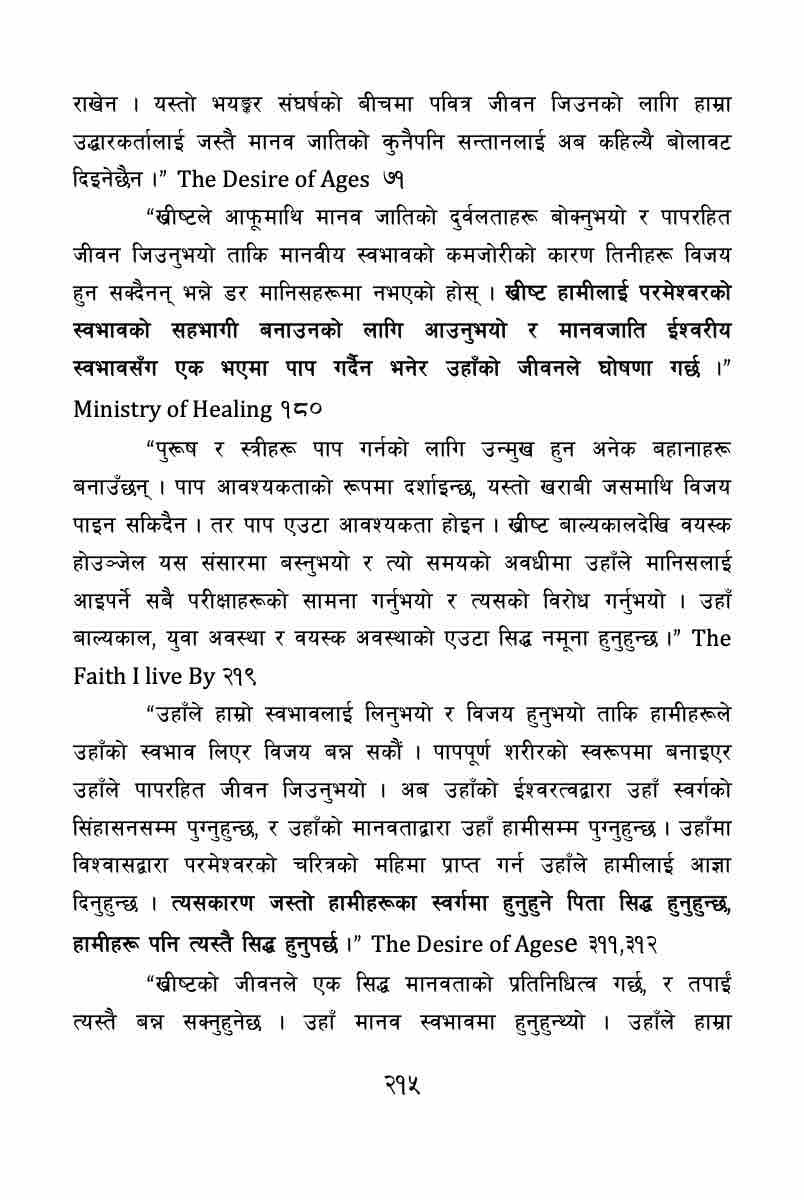 राखेन । यस्तो भयङ्कर संघर्षको बीचमा पवित्र जीवन जिउनको लागि हाम्रा
उद्धारकर्तालाई जस्तै मानव जातिको कुनैपनि सन्तानलाई अब कहिल्यै बोलावट
दिइनेछैन ।” The Desire of Ages ७१
“ख्रीष्टले आफूमाथि मानव जातिको दुर्वलताहरू बोक्नुभयो र पापरहित
जीवन जिउनुभयो ताकि मानवीय स्वभावको कमजोरीको कारण तिनीहरू विजय
हुन सक्दैनन् भन्ने डर मानिसहरूमा नभएको होस् । ख्रीष्ट हामीलाई परमेश्वरको
स्वभावको सहभागी बनाउनको लागि आउनुभयो र मानवजाति ईश्वरीय
स्वभावसँग एक भएमा पाप गर्दैन भनेर उहाँको जीवनले घोषणा गर्छ ।”
Ministry of Healing १८०
“पुरूष र स्त्रीहरू पाप गर्नको लागि उन्मुख हुन अनेक बहानाहरू
बनाउँछन् । पाप आवश्यकताको रूपमा दर्शाइन्छ, यस्तो खराबी जसमाथि विजय
पाइन सकिदैन । तर पाप एउटा आवश्यकता होइन । ख्रीष्ट बाल्यकालदेखि वयस्क
होउञ्जेल यस संसारमा बस्नुभयो र त्यो समयको अवधीमा उहाँले मानिसलाई
आइपर्ने सबै परीक्षाहरूको सामना गर्नुभयो र त्यसको विरोध गर्नुभयो । उहाँ
बाल्यकाल, युवा अवस्था र वयस्क अवस्थाको एउटा सिद्ध नमूना हुनुहुन्छ ।” The
Faith I live By २१९
“उहाँले हाम्रो स्वभावलाई लिनुभयो र विजय हुनुभयो ताकि हामीहरूले
उहाँको स्वभाव लिएर विजय बन्न सकौं । पापपूर्ण शरीरको स्वरूपमा बनाइएर
उहाँले पापरहित जीवन जिउनुभयो । अब उहाँको ईश्वरत्वद्वारा उहाँ स्वर्गको
सिंहासनसम्म पुग्नुहुन्छ, र उहाँको मानवताद्वारा उहाँ हामीसम्म पुग्नुहुन्छ । उहाँमा
विश्वासद्वारा परमेश्वरको चरित्रको महिमा प्राप्त गर्न उहाँले हामीलाई आज्ञा
दिनुहुन्छ । त्यसकारण जस्तो हामीहरूका स्वर्गमा हुनुहुने पिता सिद्ध हुनुहुन्छ,
हामीहरू पनि त्यस्तै सिद्ध हुनुपर्छ ।” The Desire of Agese ३११,३१२
“ख्रीष्टको जीवनले एक सिद्ध मानवताको प्रतिनिधित्व गर्छ, र तपाईं
त्यस्तै बन्न सक्नुहुनेछ । उहाँ मानव स्वभावमा हुनुहुन्थ्यो । उहाँले हाम्रा
२१५